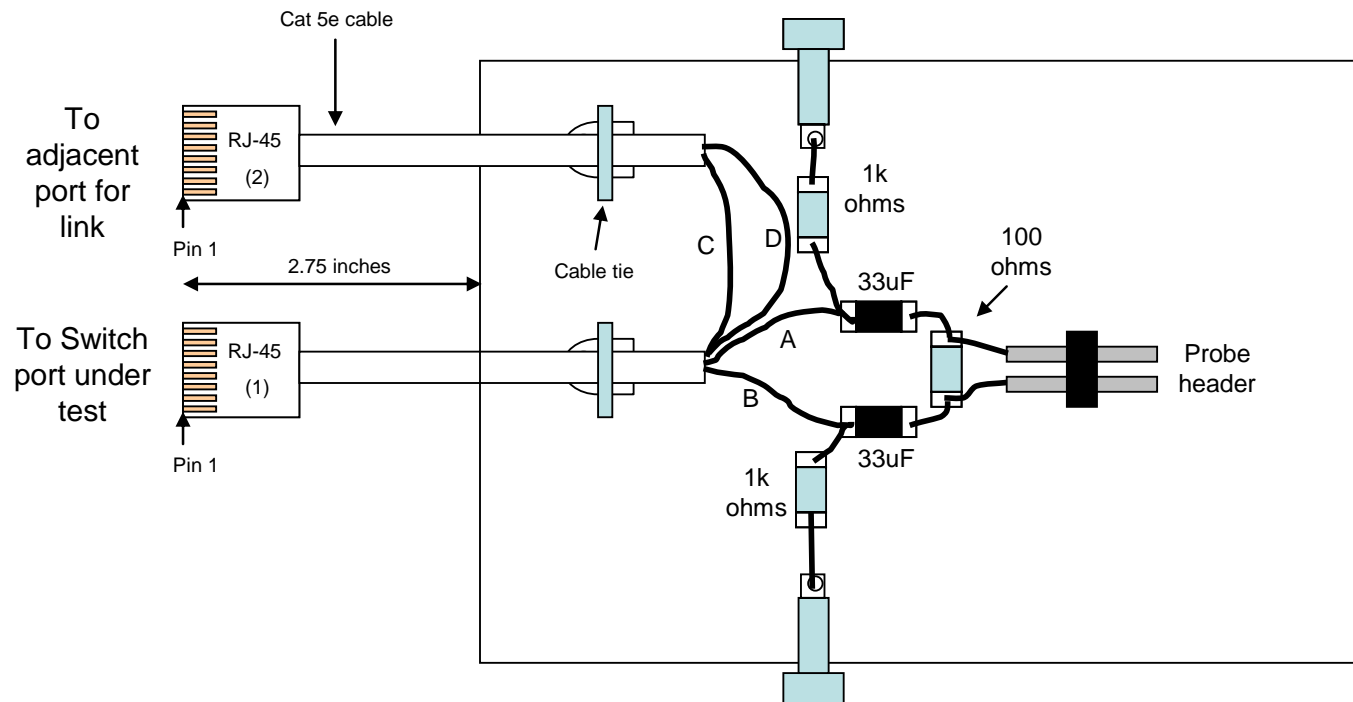 Cat 5e cable
To
adjacent
port for
link
RJ-45
(2)
Pin 1
2.75 inches
Cable tie
C
D
1k
ohms
100
ohms
33uF
To Switch
port under
test
RJ-45
(1)
Pin 1
A
B
33uF
1k
ohms
Probe
header